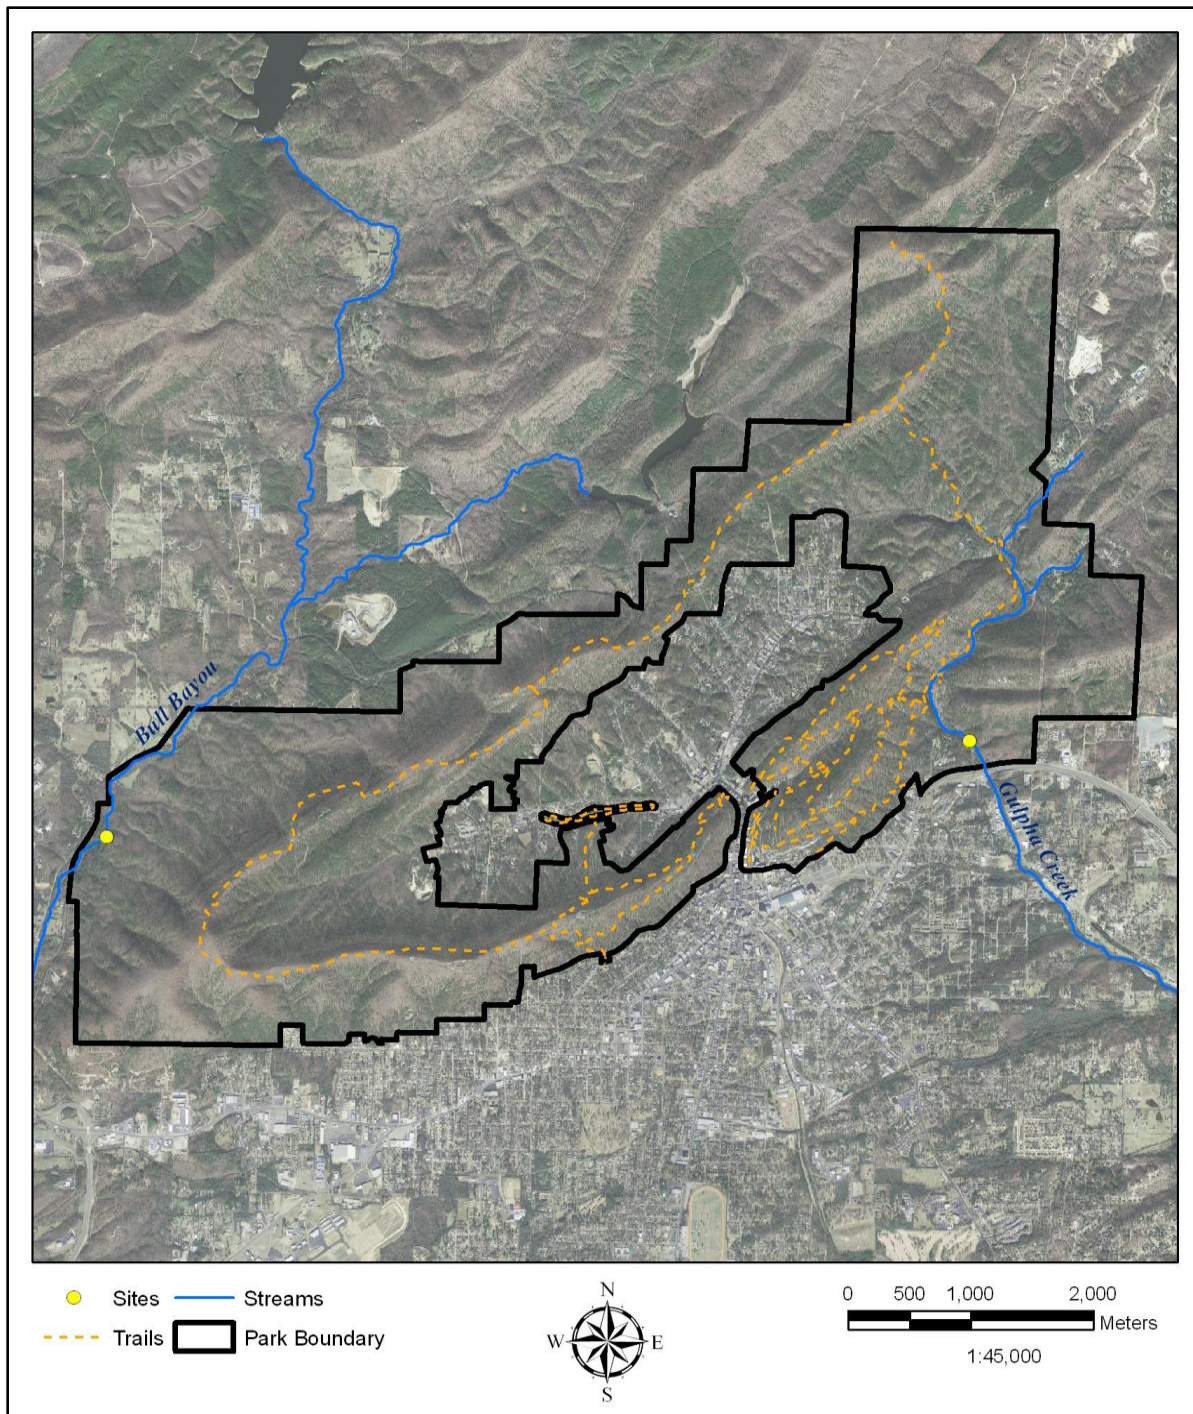 Bull Bayou
Gulpha Creek
Sites
Streams
Trails
Park Boundary
N
W
E
S
0 500 1,000 2,000
Meters
1:45,000